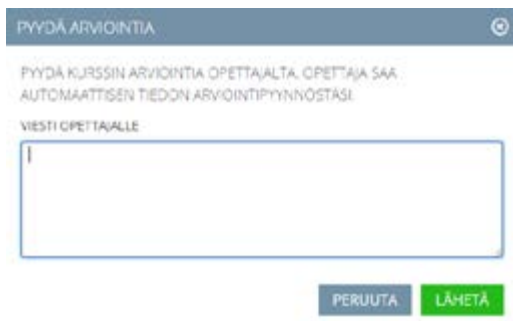 PYYDÄ ARVIOINTIA
PYYDÄ KURSSIN ARVIOINTIA OPETTAJALTA. OPETTAJA SAA
AUTOMAATTISEN TIEDON ARVIOINTIPYYNNÖSTÄSI.
VIESTI OPETTAJALLE
PERUUTA
LÄHETÄ